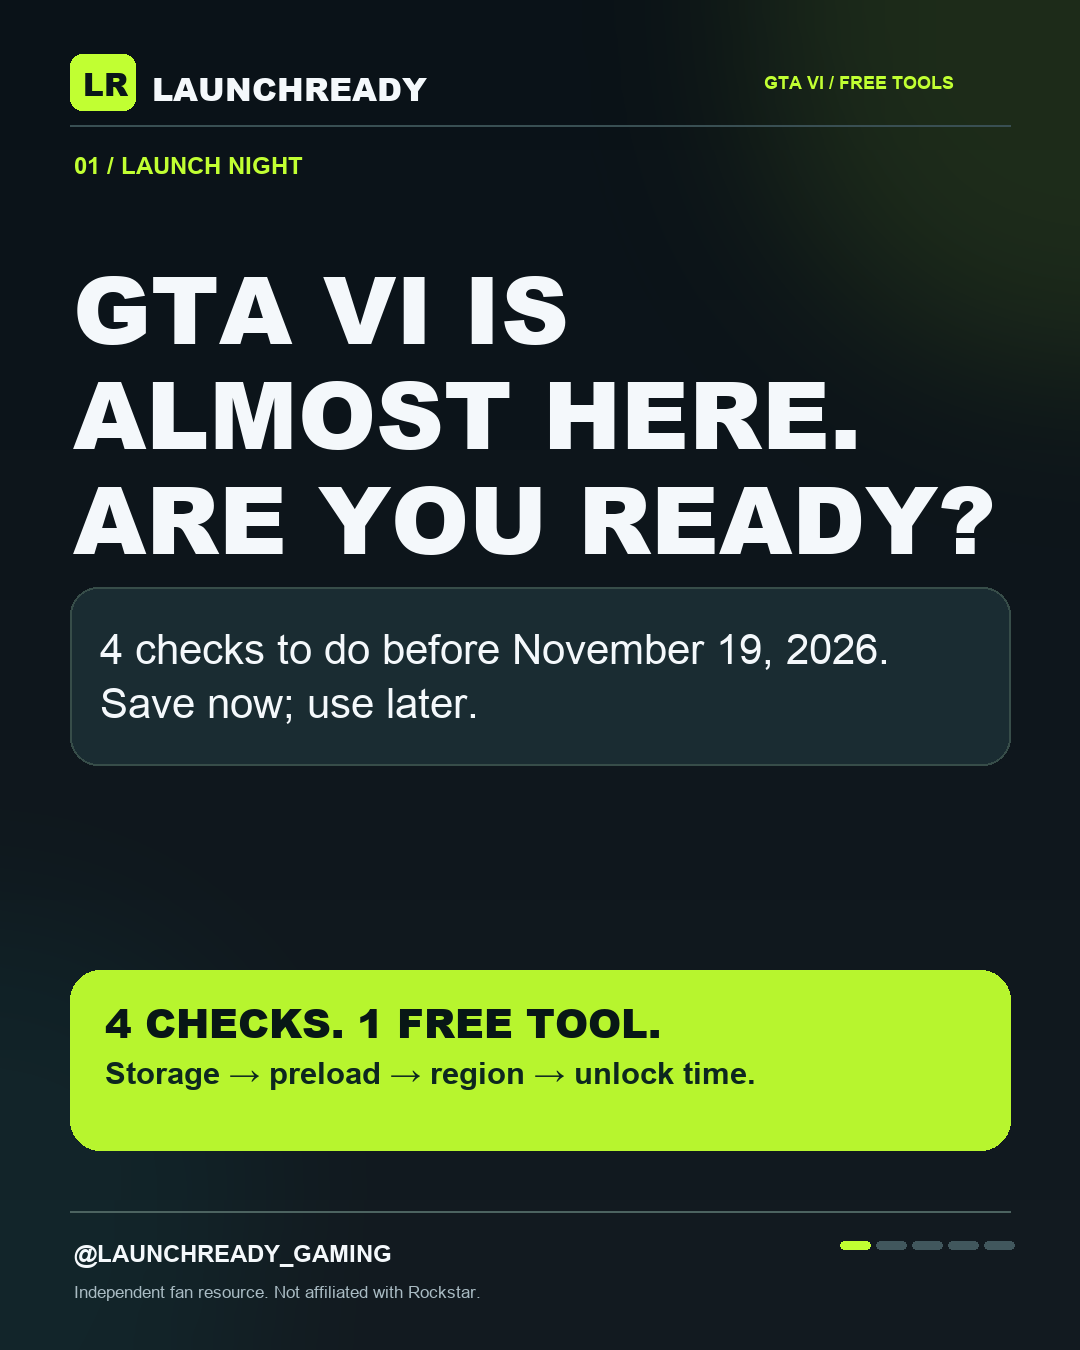 LR LAUNCHREADY
GTA VI / FREE TOOLS
01 / LAUNCH NIGHT
GTA VI IS
ALMOST HERE.
ARE YOU READY?
4 checks to do before November 19, 2026.
Save now; use later.
4 CHECKS. 1 FREE TOOL.
Storage → preload → region → unlock time.
@LAUNCHREADY_GAMING
Independent fan resource. Not affiliated with Rockstar.